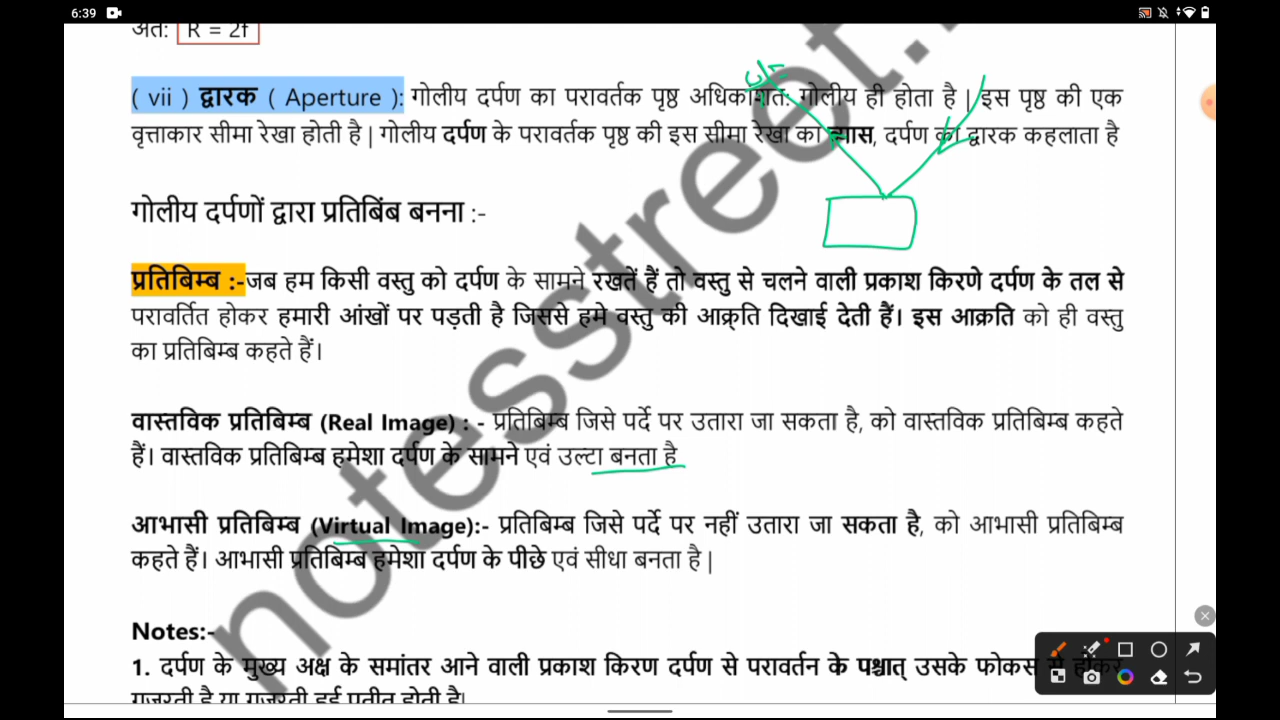 6:39
अतः R = 2f
( vii ) द्वारक ( Aperture ): गोलीय दर्पण का परावर्तक पृष्ठ अधिकांशतः गोलीय ही होता है | इस पृष्ठ की एक
वृत्ताकार सीमा रेखा होती है | गोलीय दर्पण के परावर्तक पृष्ठ की इस सीमा रेखा का व्यास, दर्पण का द्वारक कहलाता है
गोलीय दर्पणों द्वारा प्रतिबिंब बनना :-
प्रतिबिम्ब :-जब हम किसी वस्तु को दर्पण के सामने रखतें हैं तो वस्तु से चलने वाली प्रकाश किरणे दर्पण के तल से
परावर्तित होकर हमारी आंखों पर पड़ती है जिससे हमे वस्तु की आक्रृति दिखाई देती हैं। इस आक्रति को ही वस्तु
का प्रतिबिम्ब कहते हैं।
वास्तविक प्रतिबिम्ब (Real Image) : - प्रतिबिम्ब जिसे पर्दे पर उतारा जा सकता है, को वास्तविक प्रतिबिम्ब कहते
हैं। वास्तविक प्रतिबिम्ब हमेशा दर्पण के सामने एवं उल्टा बनता है
आभासी प्रतिबिम्ब (Virtual Image):- प्रतिबिम्ब जिसे पर्दे पर नहीं उतारा जा सकता है, को आभासी प्रतिबिम्ब
कहते हैं। आभासी प्रतिबिम्ब हमेशा दर्पण के पीछे एवं सीधा बनता है |
Notes:-
1. दर्पण के मुख्य अक्ष के समांतर आने वाली प्रकाश किरण दर्पण से परावर्तन के पश्चात् उसके फोकस से होकर
गुजरती है या गुजरती हुई प्रतीत होती है।
notesstreet.